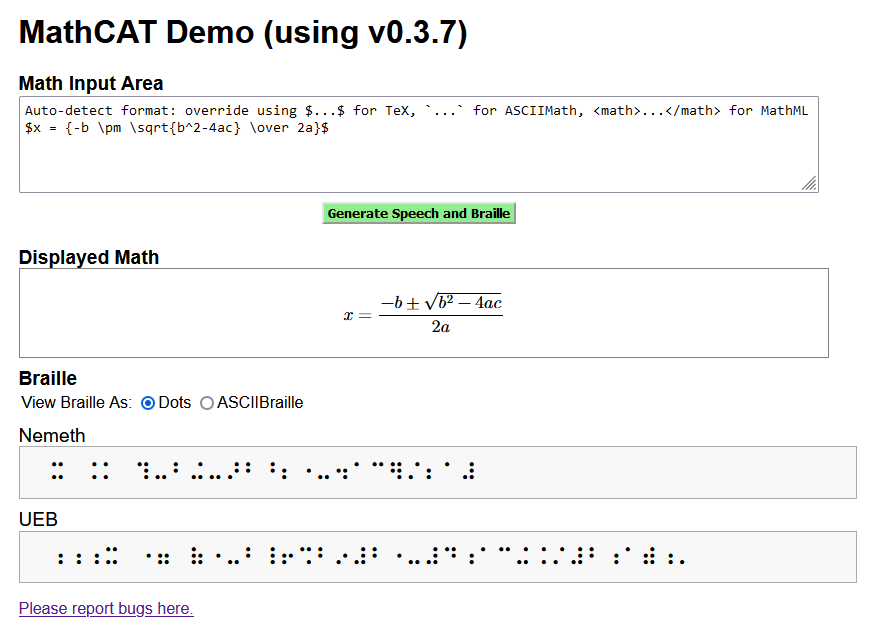 MathCAT Demo (using v0.3.7)
Math Input Area
Auto-detect format: override using $...$ for TeX, `...` for ASCIIMath, <math>...</math> for MathML
$x = {-b \pm \sqrt{b^2-4ac} \over 2a}$
Generate Speech and Braille
Displayed Math
x = (−b ± √(b² − 4ac)) / 2a
Braille
View Braille As: Dots ASCIIBraille
Nemeth
UEB
Please report bugs here.